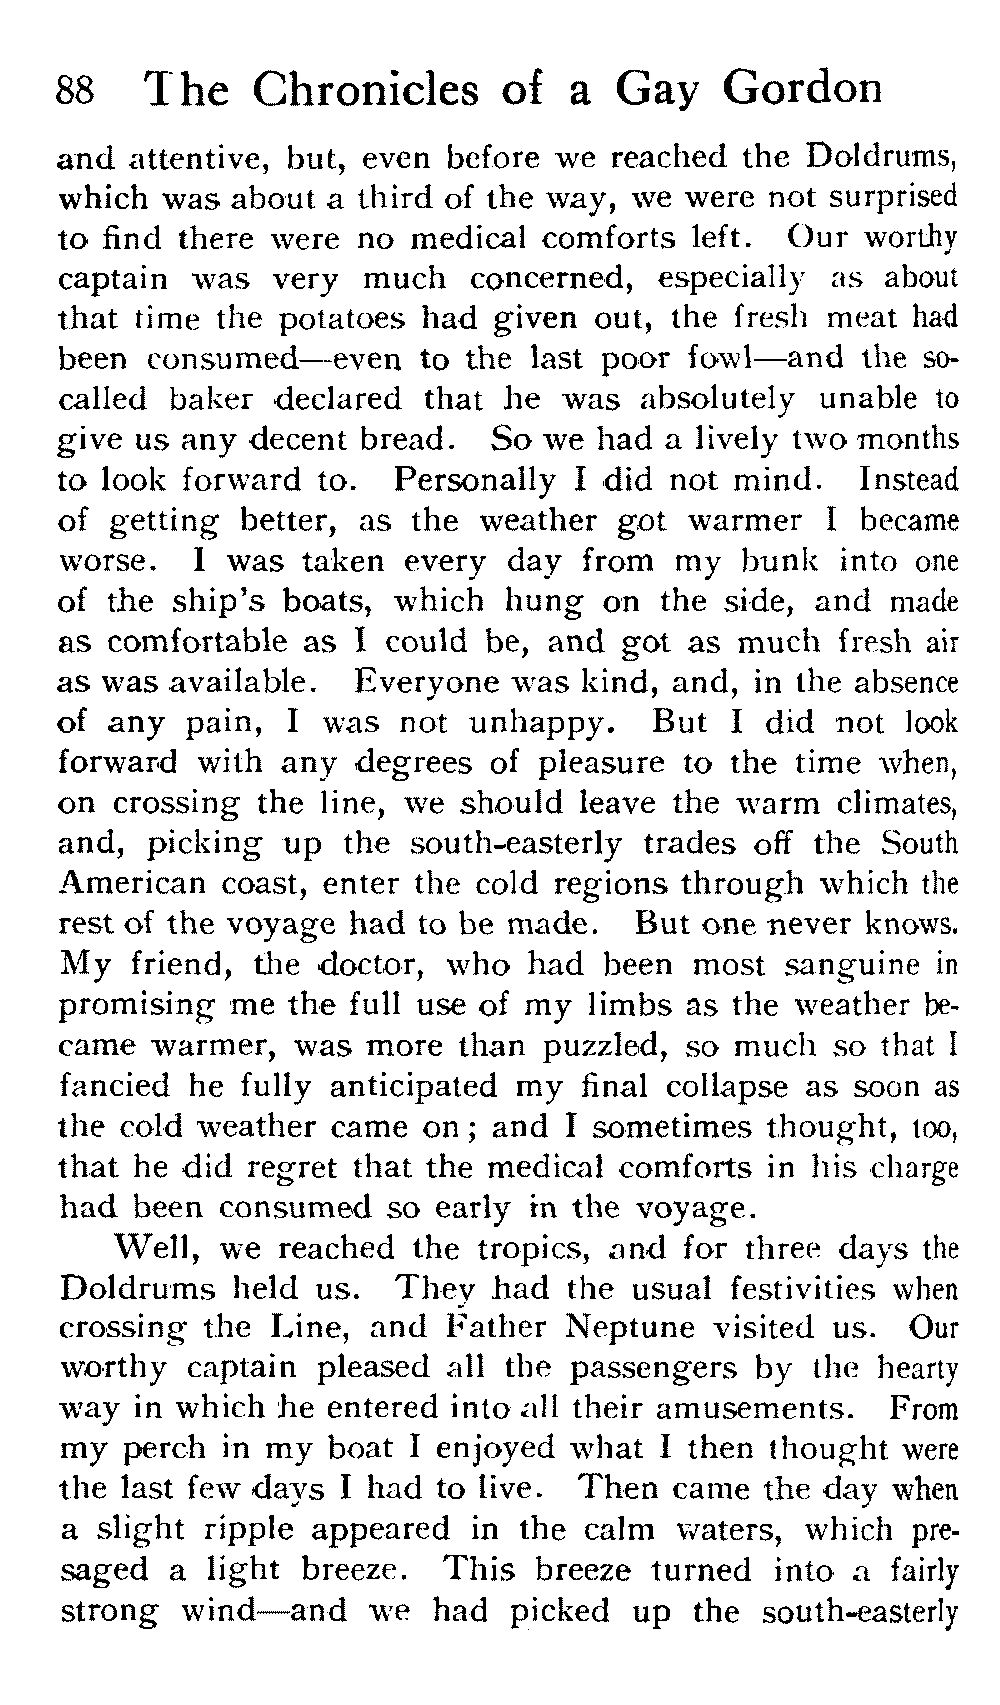 88 The Chronicles of a Gay Gordon
and attentive, but, even before we reached the Doldrums,
which was about a third of the way, we were not surprised
to find there were no medical comforts left. Our worthy
captain was very much concerned, especially as about
that time the potatoes had given out, the fresh meat had
been consumed—even to the last poor fowl—and the so-
called baker declared that he was absolutely unable to
give us any decent bread. So we had a lively two months
to look forward to. Personally I did not mind. Instead
of getting better, as the weather got warmer I became
worse. I was taken every day from my bunk into one
of the ship's boats, which hung on the side, and made
as comfortable as I could be, and got as much fresh air
as was available. Everyone was kind, and, in the absence
of any pain, I was not unhappy. But I did not look
forward with any degrees of pleasure to the time when,
on crossing the line, we should leave the warm climates,
and, picking up the south-easterly trades off the South
American coast, enter the cold regions through which the
rest of the voyage had to be made. But one never knows.
My friend, the doctor, who had been most sanguine in
promising me the full use of my limbs as the weather be-
came warmer, was more than puzzled, so much so that I
fancied he fully anticipated my final collapse as soon as
the cold weather came on; and I sometimes thought, too,
that he did regret that the medical comforts in his charge
had been consumed so early in the voyage.
Well, we reached the tropics, and for three days the
Doldrums held us. They had the usual festivities when
crossing the Line, and Father Neptune visited us. Our
worthy captain pleased all the passengers by the hearty
way in which he entered into all their amusements. From
my perch in my boat I enjoyed what I then thought were
the last few days I had to live. Then came the day when
a slight ripple appeared in the calm waters, which pre-
saged a light breeze. This breeze turned into a fairly
strong wind—and we had picked up the south-easterly